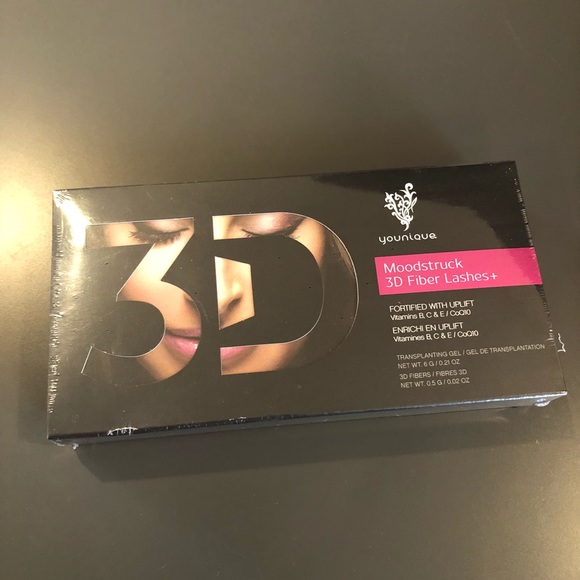 3D
younique
Moodstruck
3D Fiber Lashes+
FORTIFIED WITH UPLIFT
Vitamins B, C & E / CoQ10
ENRICHI EN UPLIFT
Vitamines B, C & E / CoQ10
TRANSPLANTING GEL / GEL DE TRANSPLANTATION
NET WT. 6 G / 0.21 OZ
3D FIBERS / FIBRES 3D
NET WT. 0.5 G / 0.02 OZ